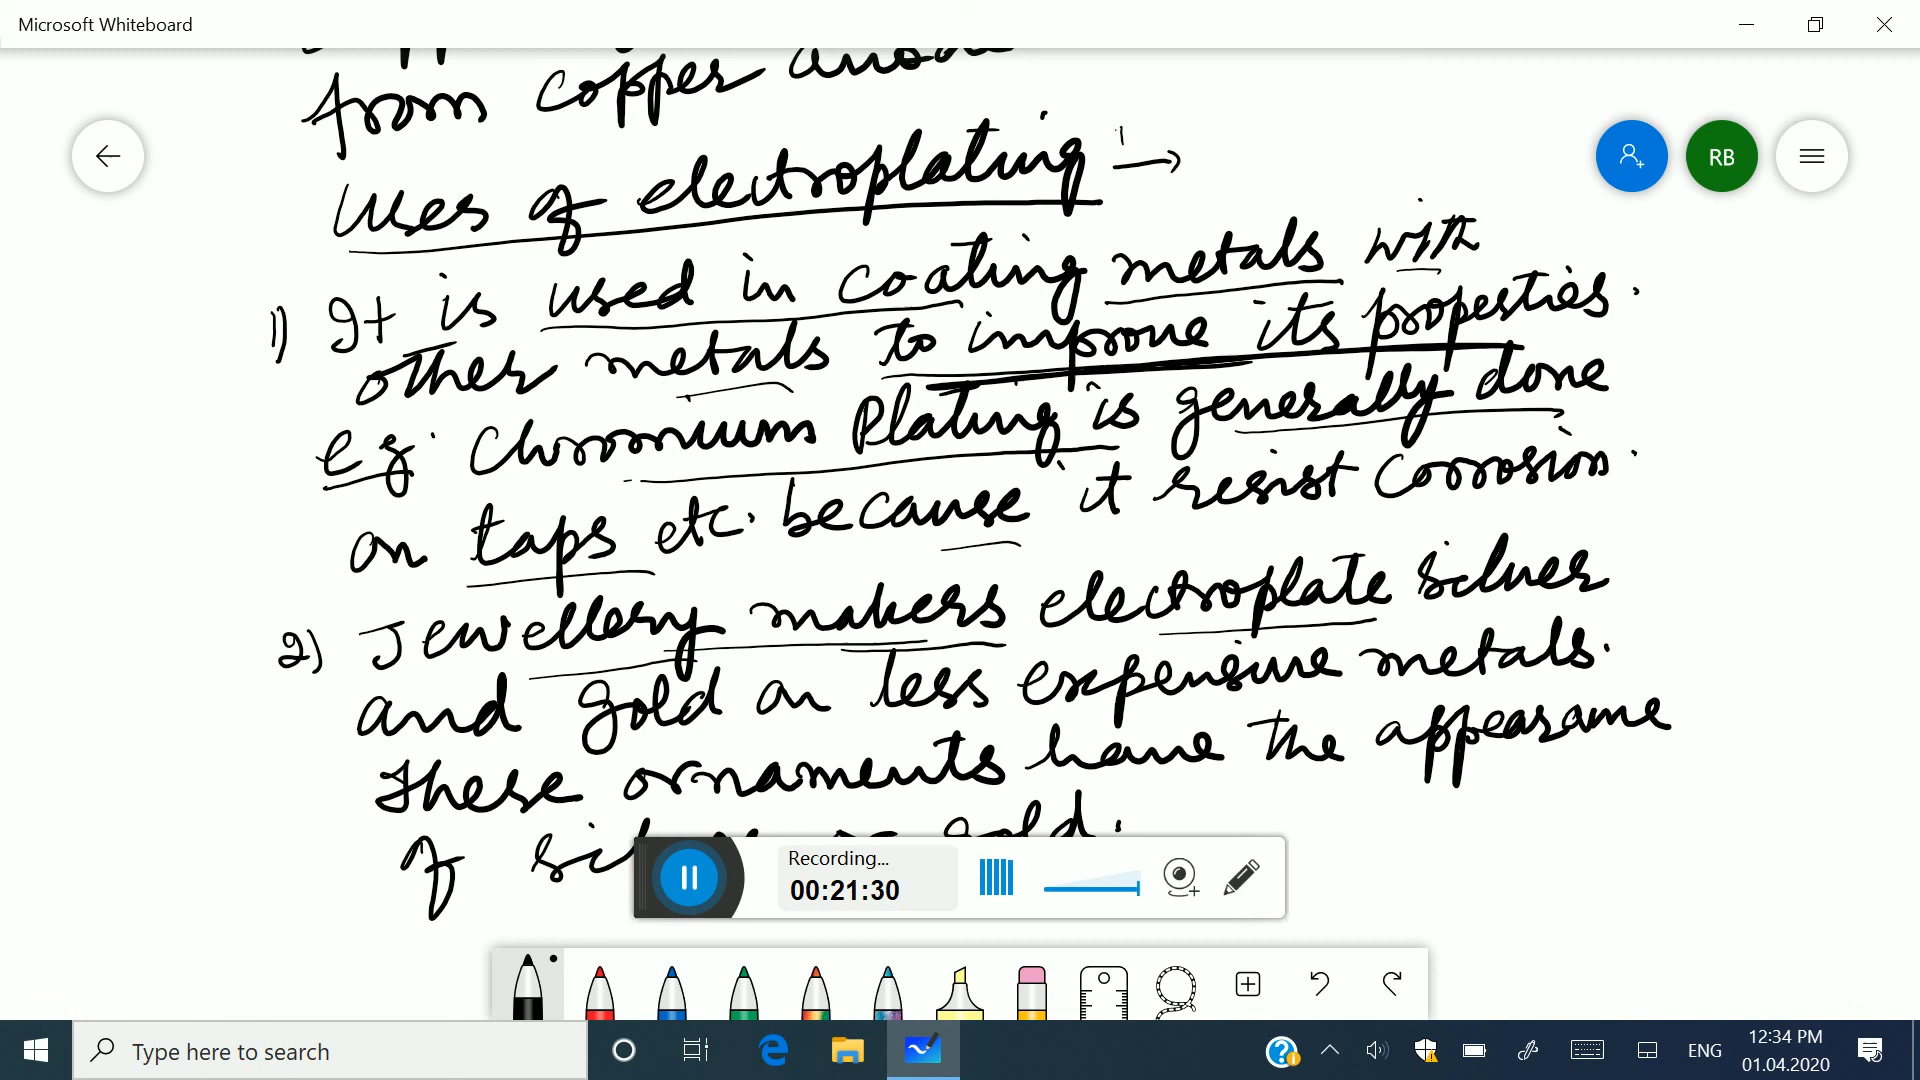 Microsoft Whiteboard
from copper
RB
Uses of electroplating :→
1) It is used in coating metals with
other metals to improve its properties.
eg. Chromium Plating is generally done
on taps etc. because it resist corrosion.
2) Jewellery makers electroplate silver
and gold on less expensive metals.
These ornaments have the appearance
of gold.
Recording...
00:21:30
Type here to search
ENG
12:34 PM
01.04.2020